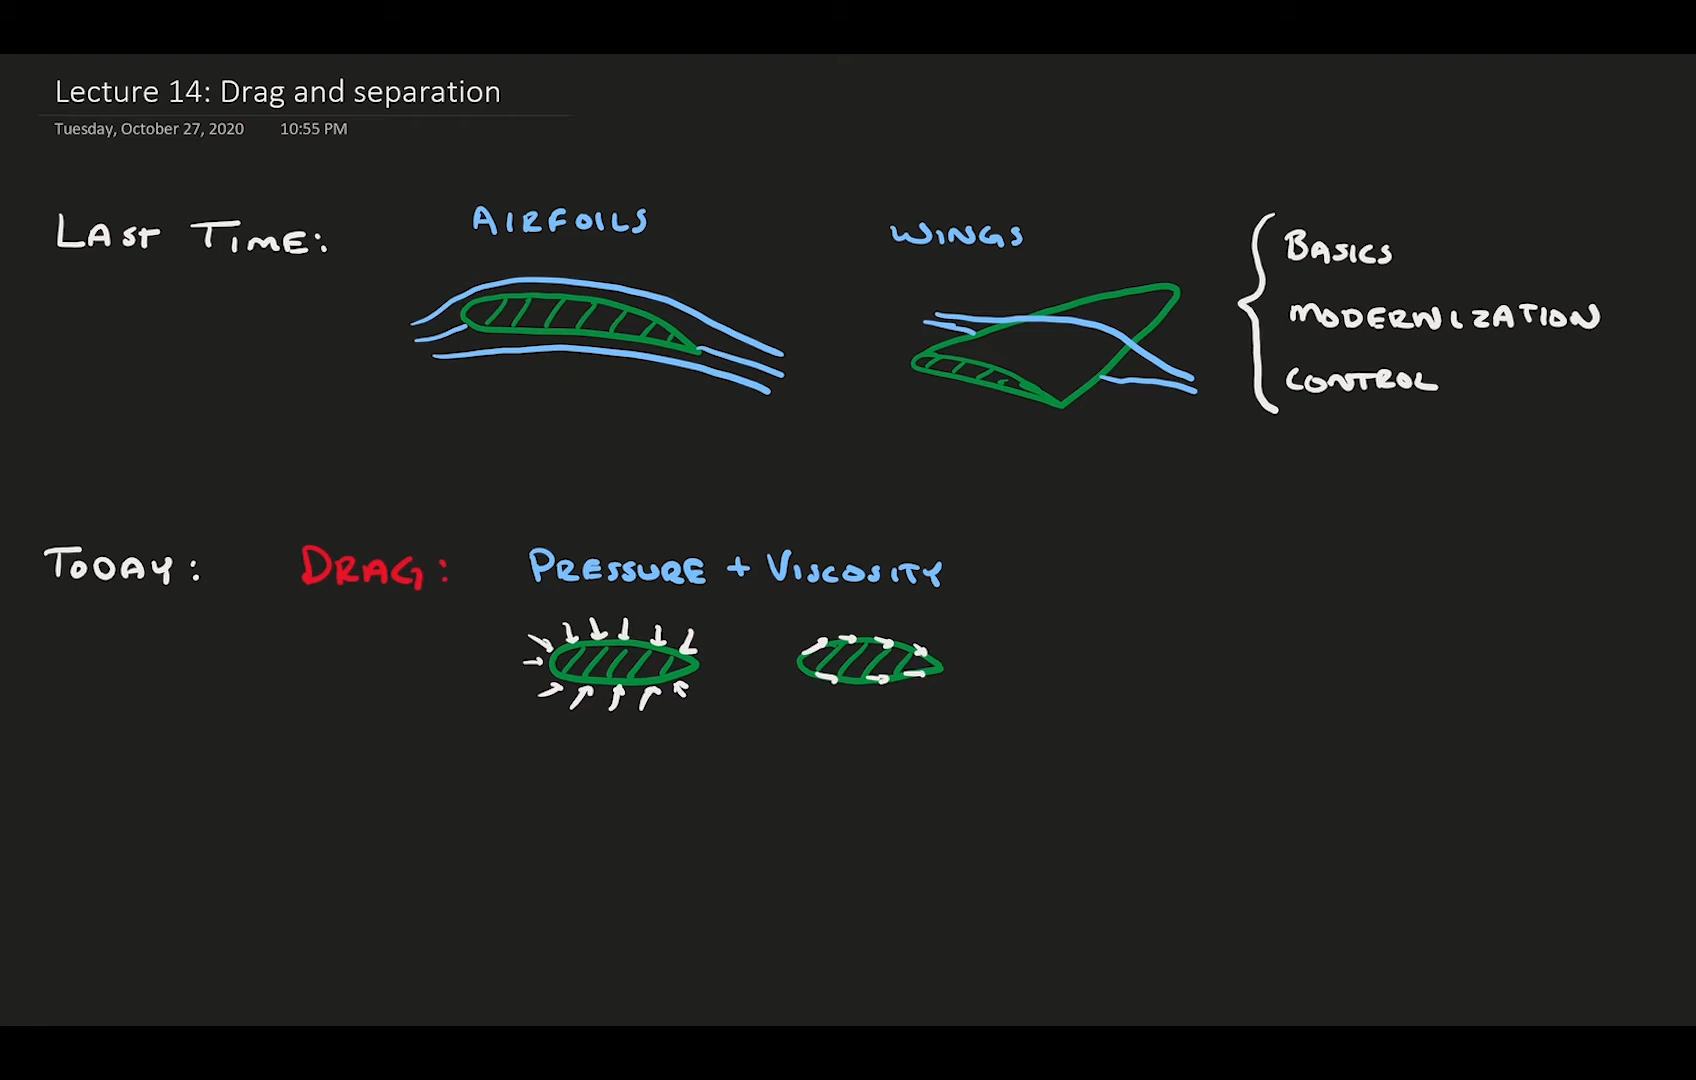 Lecture 14: Drag and separation
Tuesday, October 27, 2020 10:55 PM
LAST TIME: AIRFOILS WINGS
BASICS
MODERNIZATION
CONTROL
TODAY: DRAG: PRESSURE + VISCOSITY